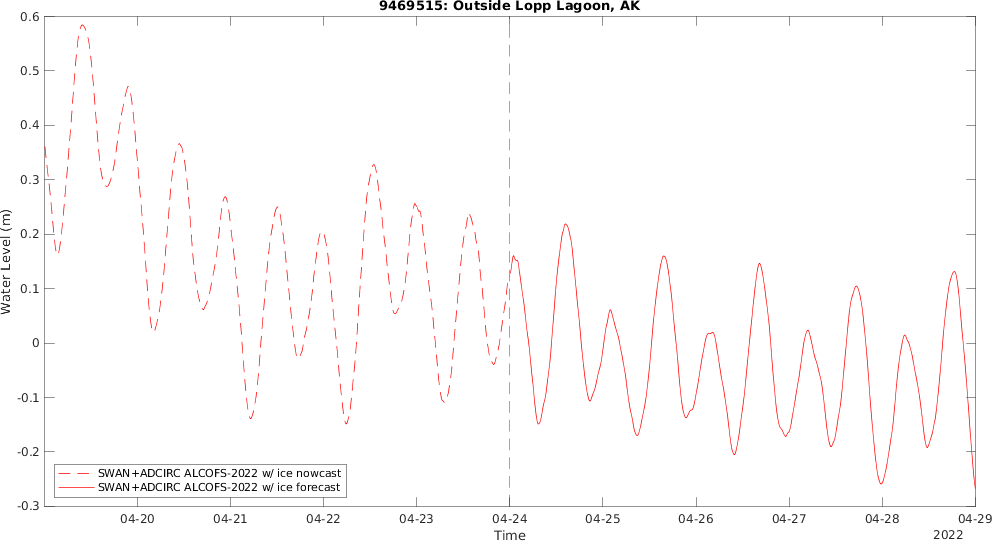 9469515: Outside Lopp Lagoon, AK
0.6
0.5
0.4
0.3
0.2
0.1
0
-0.1
-0.2
-0.3
Water Level (m)
SWAN+ADCIRC ALCOFS-2022 w/ ice nowcast
SWAN+ADCIRC ALCOFS-2022 w/ ice forecast
04-20 04-21 04-22 04-23 04-24 04-25 04-26 04-27 04-28 04-29
Time
2022